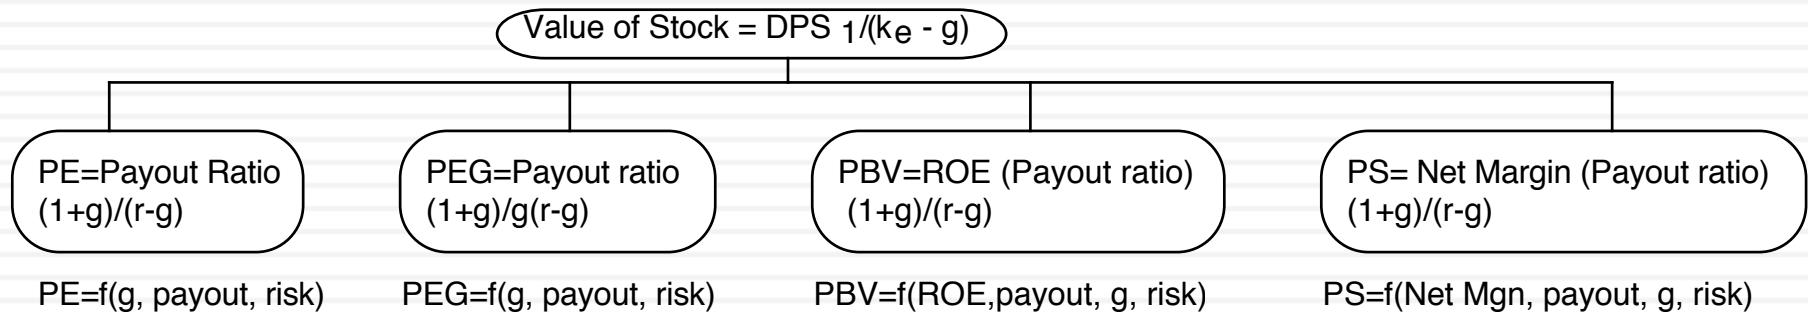 Value of Stock = DPS 1/(ke - g)
PE=Payout Ratio
(1+g)/(r-g)
PEG=Payout ratio
(1+g)/g(r-g)
PBV=ROE (Payout ratio)
(1+g)/(r-g)
PS= Net Margin (Payout ratio)
(1+g)/(r-g)
PE=f(g, payout, risk)
PEG=f(g, payout, risk)
PBV=f(ROE,payout, g, risk)
PS=f(Net Mgn, payout, g, risk)